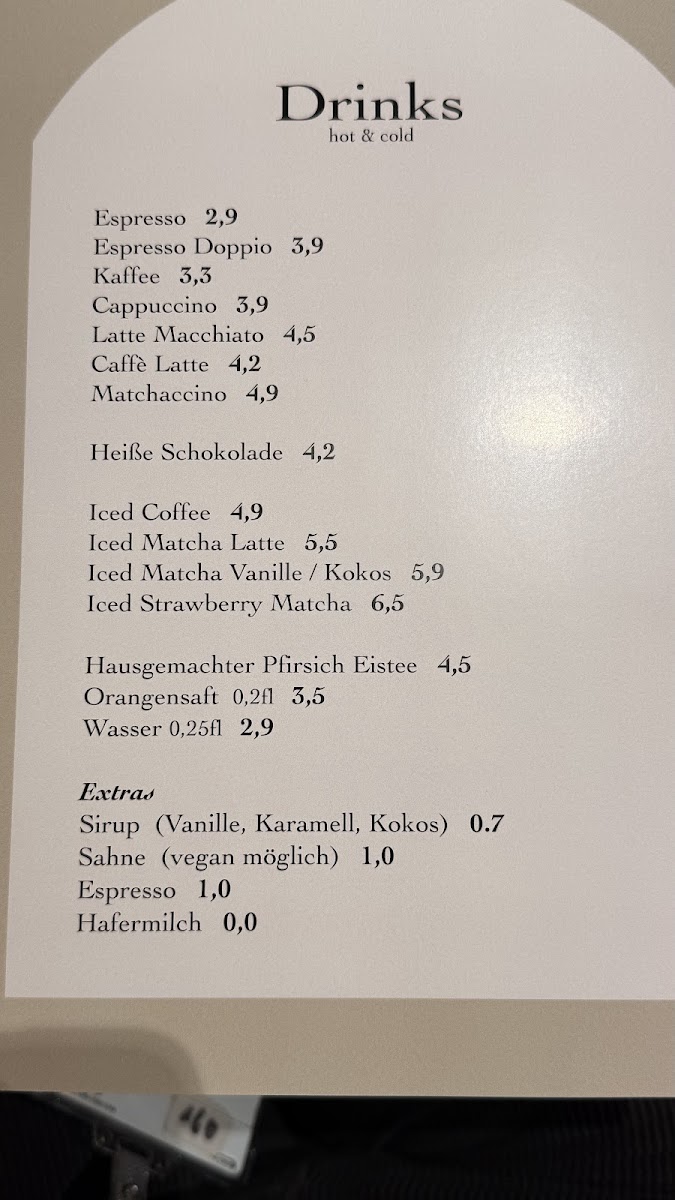 Drinks
hot & cold
Espresso 2,9
Espresso Doppio 3,9
Kaffee 3,3
Cappuccino 3,9
Latte Macchiato 4,5
Caffè Latte 4,2
Matchaccino 4,9
Heiße Schokolade 4,2
Iced Coffee 4,9
Iced Matcha Latte 5,5
Iced Matcha Vanille / Kokos 5,9
Iced Strawberry Matcha 6,5
Hausgemachter Pfirsich Eistee 4,5
Orangensaft 0,2fl 3,5
Wasser 0,25fl 2,9
Extras
Sirup (Vanille, Karamell, Kokos) 0.7
Sahne (vegan möglich) 1,0
Espresso 1,0
Hafermilch 0,0